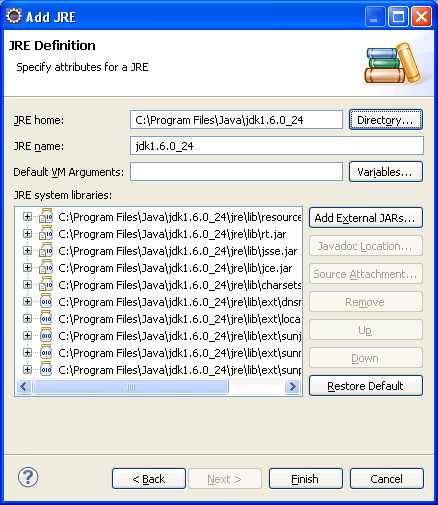 Add JRE
JRE Definition
Specify attributes for a JRE
JRE home: C:\Program Files\Java\jdk1.6.0_24 Directory...
JRE name: jdk1.6.0_24
Default VM Arguments: Variables...
JRE system libraries:
C:\Program Files\Java\jdk1.6.0_24\jre\lib\resource
C:\Program Files\Java\jdk1.6.0_24\jre\lib\rt.jar
C:\Program Files\Java\jdk1.6.0_24\jre\lib\jsse.jar
C:\Program Files\Java\jdk1.6.0_24\jre\lib\jce.jar
C:\Program Files\Java\jdk1.6.0_24\jre\lib\charsets
C:\Program Files\Java\jdk1.6.0_24\jre\lib\ext\dnsn
C:\Program Files\Java\jdk1.6.0_24\jre\lib\ext\loca
C:\Program Files\Java\jdk1.6.0_24\jre\lib\ext\sunj
C:\Program Files\Java\jdk1.6.0_24\jre\lib\ext\sunm
C:\Program Files\Java\jdk1.6.0_24\jre\lib\ext\sunp
Add External JARs...
Javadoc Location...
Source Attachment...
Remove
Up
Down
Restore Default
? < Back Next > Finish Cancel